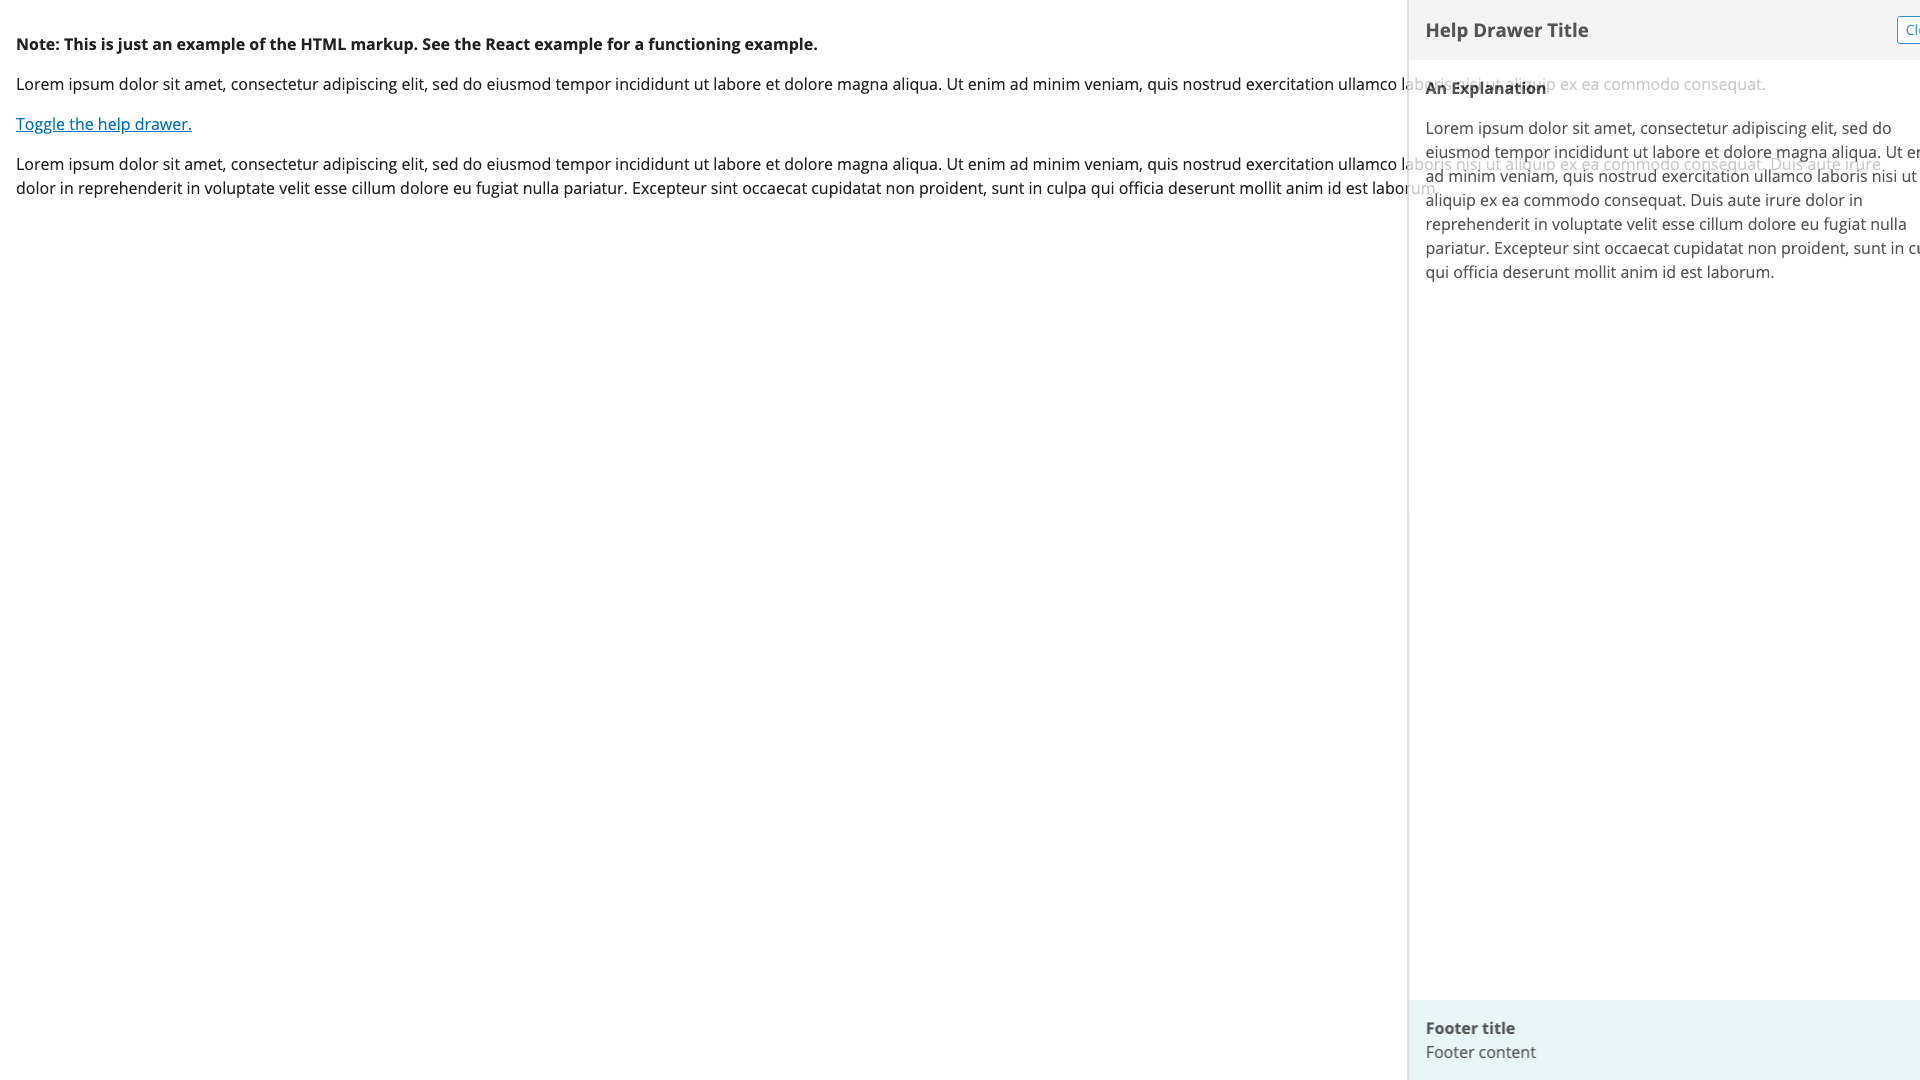 Note: This is just an example of the HTML markup. See the React example for a functioning example.
Lorem ipsum dolor sit amet, consectetur adipiscing elit, sed do eiusmod tempor incididunt ut labore et dolore magna aliqua. Ut enim ad minim veniam, quis nostrud exercitation ullamco laboris nisi ut aliquip ex ea commodo consequat.
Toggle the help drawer.
Lorem ipsum dolor sit amet, consectetur adipiscing elit, sed do eiusmod tempor incididunt ut labore et dolore magna aliqua. Ut enim ad minim veniam, quis nostrud exercitation ullamco laboris nisi ut aliquip ex ea commodo consequat. Duis aute irure
dolor in reprehenderit in voluptate velit esse cillum dolore eu fugiat nulla pariatur. Excepteur sint occaecat cupidatat non proident, sunt in culpa qui officia deserunt mollit anim id est laborum.
Help Drawer Title
An Explanation
Lorem ipsum dolor sit amet, consectetur adipiscing elit, sed do
eiusmod tempor incididunt ut labore et dolore magna aliqua. Ut
ad minim veniam, quis nostrud exercitation ullamco laboris nisi ut
aliquip ex ea commodo consequat. Duis aute irure dolor in
reprehenderit in voluptate velit esse cillum dolore eu fugiat nulla
pariatur. Excepteur sint occaecat cupidatat non proident, sunt in
qui officia deserunt mollit anim id est laborum.
Footer title
Footer content